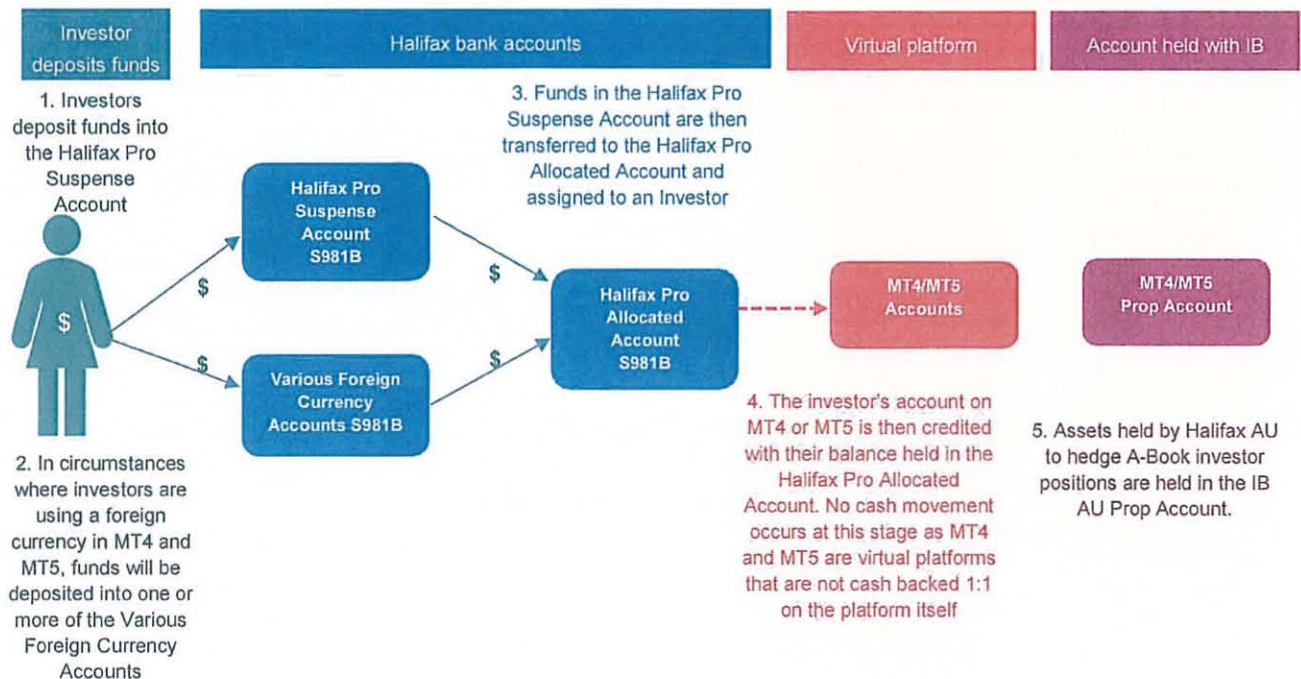 Investor
deposits funds
Halifax bank accounts
Virtual platform
Account held with IB
1. Investors
deposit funds into
the Halifax Pro
Suspense
Account
$
2. In circumstances
where investors are
using a foreign
currency in MT4 and
MT5, funds will be
deposited into one or
more of the Various
Foreign Currency
Accounts
$
$
Halifax Pro
Suspense
Account
S981B
Various Foreign
Currency
Accounts S981B
3. Funds in the Halifax Pro
Suspense Account are then
transferred to the Halifax Pro
Allocated Account and
assigned to an Investor
$
$
Halifax Pro
Allocated
Account
S981B
MT4/MT5
Accounts
4. The investor's account on
MT4 or MT5 is then credited
with their balance held in the
Halifax Pro Allocated
Account. No cash movement
occurs at this stage as MT4
and MT5 are virtual platforms
that are not cash backed 1:1
on the platform itself
MT4/MT5
Prop Account
5. Assets held by Halifax AU
to hedge A-Book investor
positions are held in the IB
AU Prop Account.